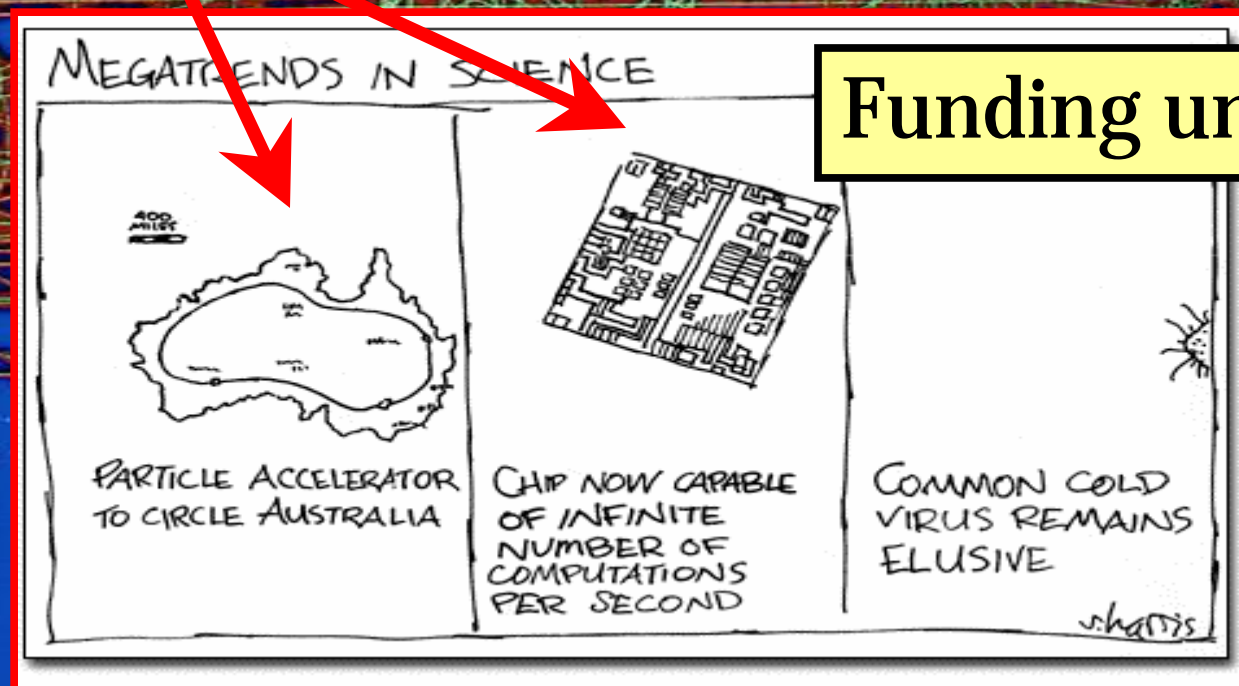 MEGATRENDS IN SCIENCE
Funding
400
MILES
PARTICLE ACCELERATOR
TO CIRCLE AUSTRALIA
CHIP NOW CAPABLE
OF INFINITE
NUMBER OF
COMPUTATIONS
PER SECOND
COMMON COLD
VIRUS REMAINS
ELUSIVE
s.harris